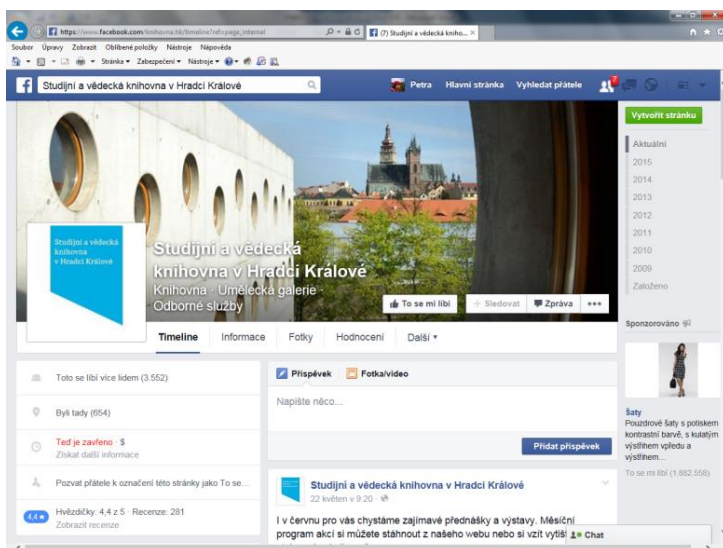 https://www.facebook.com/knihovna.hk/timeline?ref=page_internal
(7) Studijní a vědecká kniho...
Soubor Úpravy Zobrazit Oblíbené položky Nástroje Nápověda
Stránka Zabezpečení Nástroje
Studijní a vědecká knihovna v Hradci Králové
Petra Hlavní stránka Vyhledat přátele 7
Vytvořit stránku
Aktuální
2015
2014
2013
2012
2011
2010
2009
Založeno
Studijní a vědecká
knihovna
v Hradci Králové
Studijní a vědecká
knihovna v Hradci Králové
Knihovna · Umělecká galerie ·
Odborné služby
To se mi líbí + Sledovat Zpráva •••
Timeline Informace Fotky Hodnocení Další
Toto se líbí více lidem (3.552)
Byli tady (654)
Teď je zavřeno · $
Získat další informace
Pozvat přátele k označení této stránky jako To se...
4,4 ★ Hvězdičky: 4,4 z 5 · Recenze: 281
Zobrazit recenze
Příspěvek Fotka/video
Napište něco...
Přidat příspěvek
Studijní a vědecká knihovna v Hradci Králové
22 květen v 9:20
I v červnu pro vás chystáme zajímavé přednášky a výstavy. Měsíční
program akcí si můžete stáhnout z našeho webu nebo si vzít
Sponzorováno
Šaty
Pouzdrové šaty s potiskem
kontrastní barvě, s kulatým
výstřihem vpředu a
výstřihem...
To se mi líbí (1.882.558)
Chat